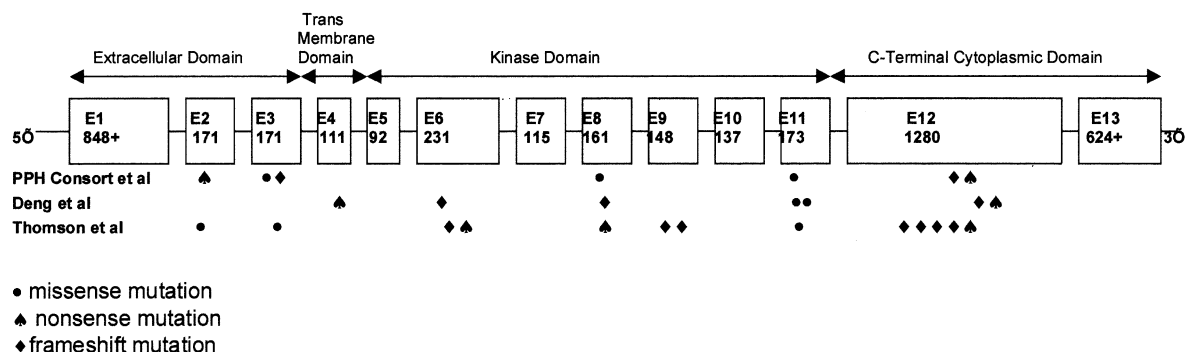 Trans
Membrane
Extracellular Domain Domain Kinase Domain C-Terminal Cytoplasmic Domain
E1 E2 E3 E4 E5 E6 E7 E8 E9 E10 E11 E12 E13
5Ő 848+ 171 171 111 92 231 115 161 148 137 173 1280 624+ 3Ő
PPH Consort et al
Deng et al
Thomson et al
missense mutation
nonsense mutation
frameshift mutation